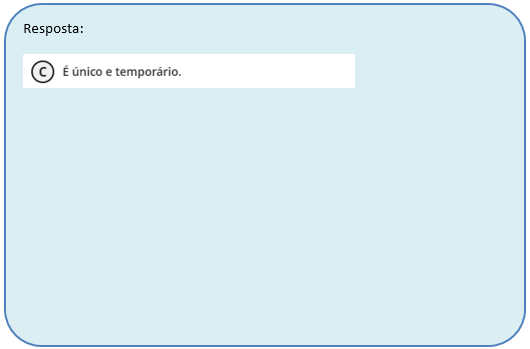 Resposta:
C É único e temporário.